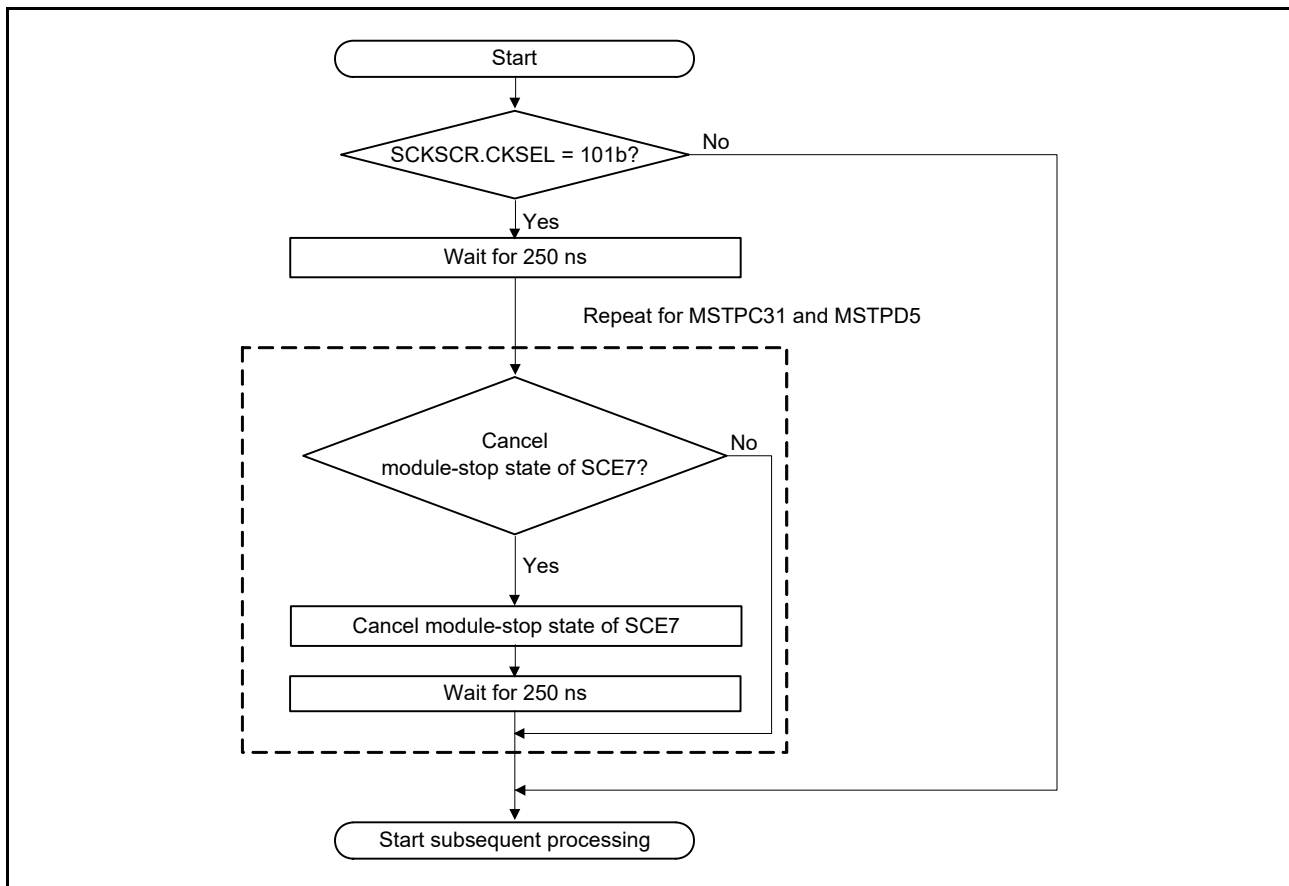 Start
SCKSCR.CKSEL = 101b?
No
Yes
Wait for 250 ns
Repeat for MSTPC31 and MSTPD5
Cancel
module-stop state of SCE7?
No
Yes
Cancel module-stop state of SCE7
Wait for 250 ns
Start subsequent processing